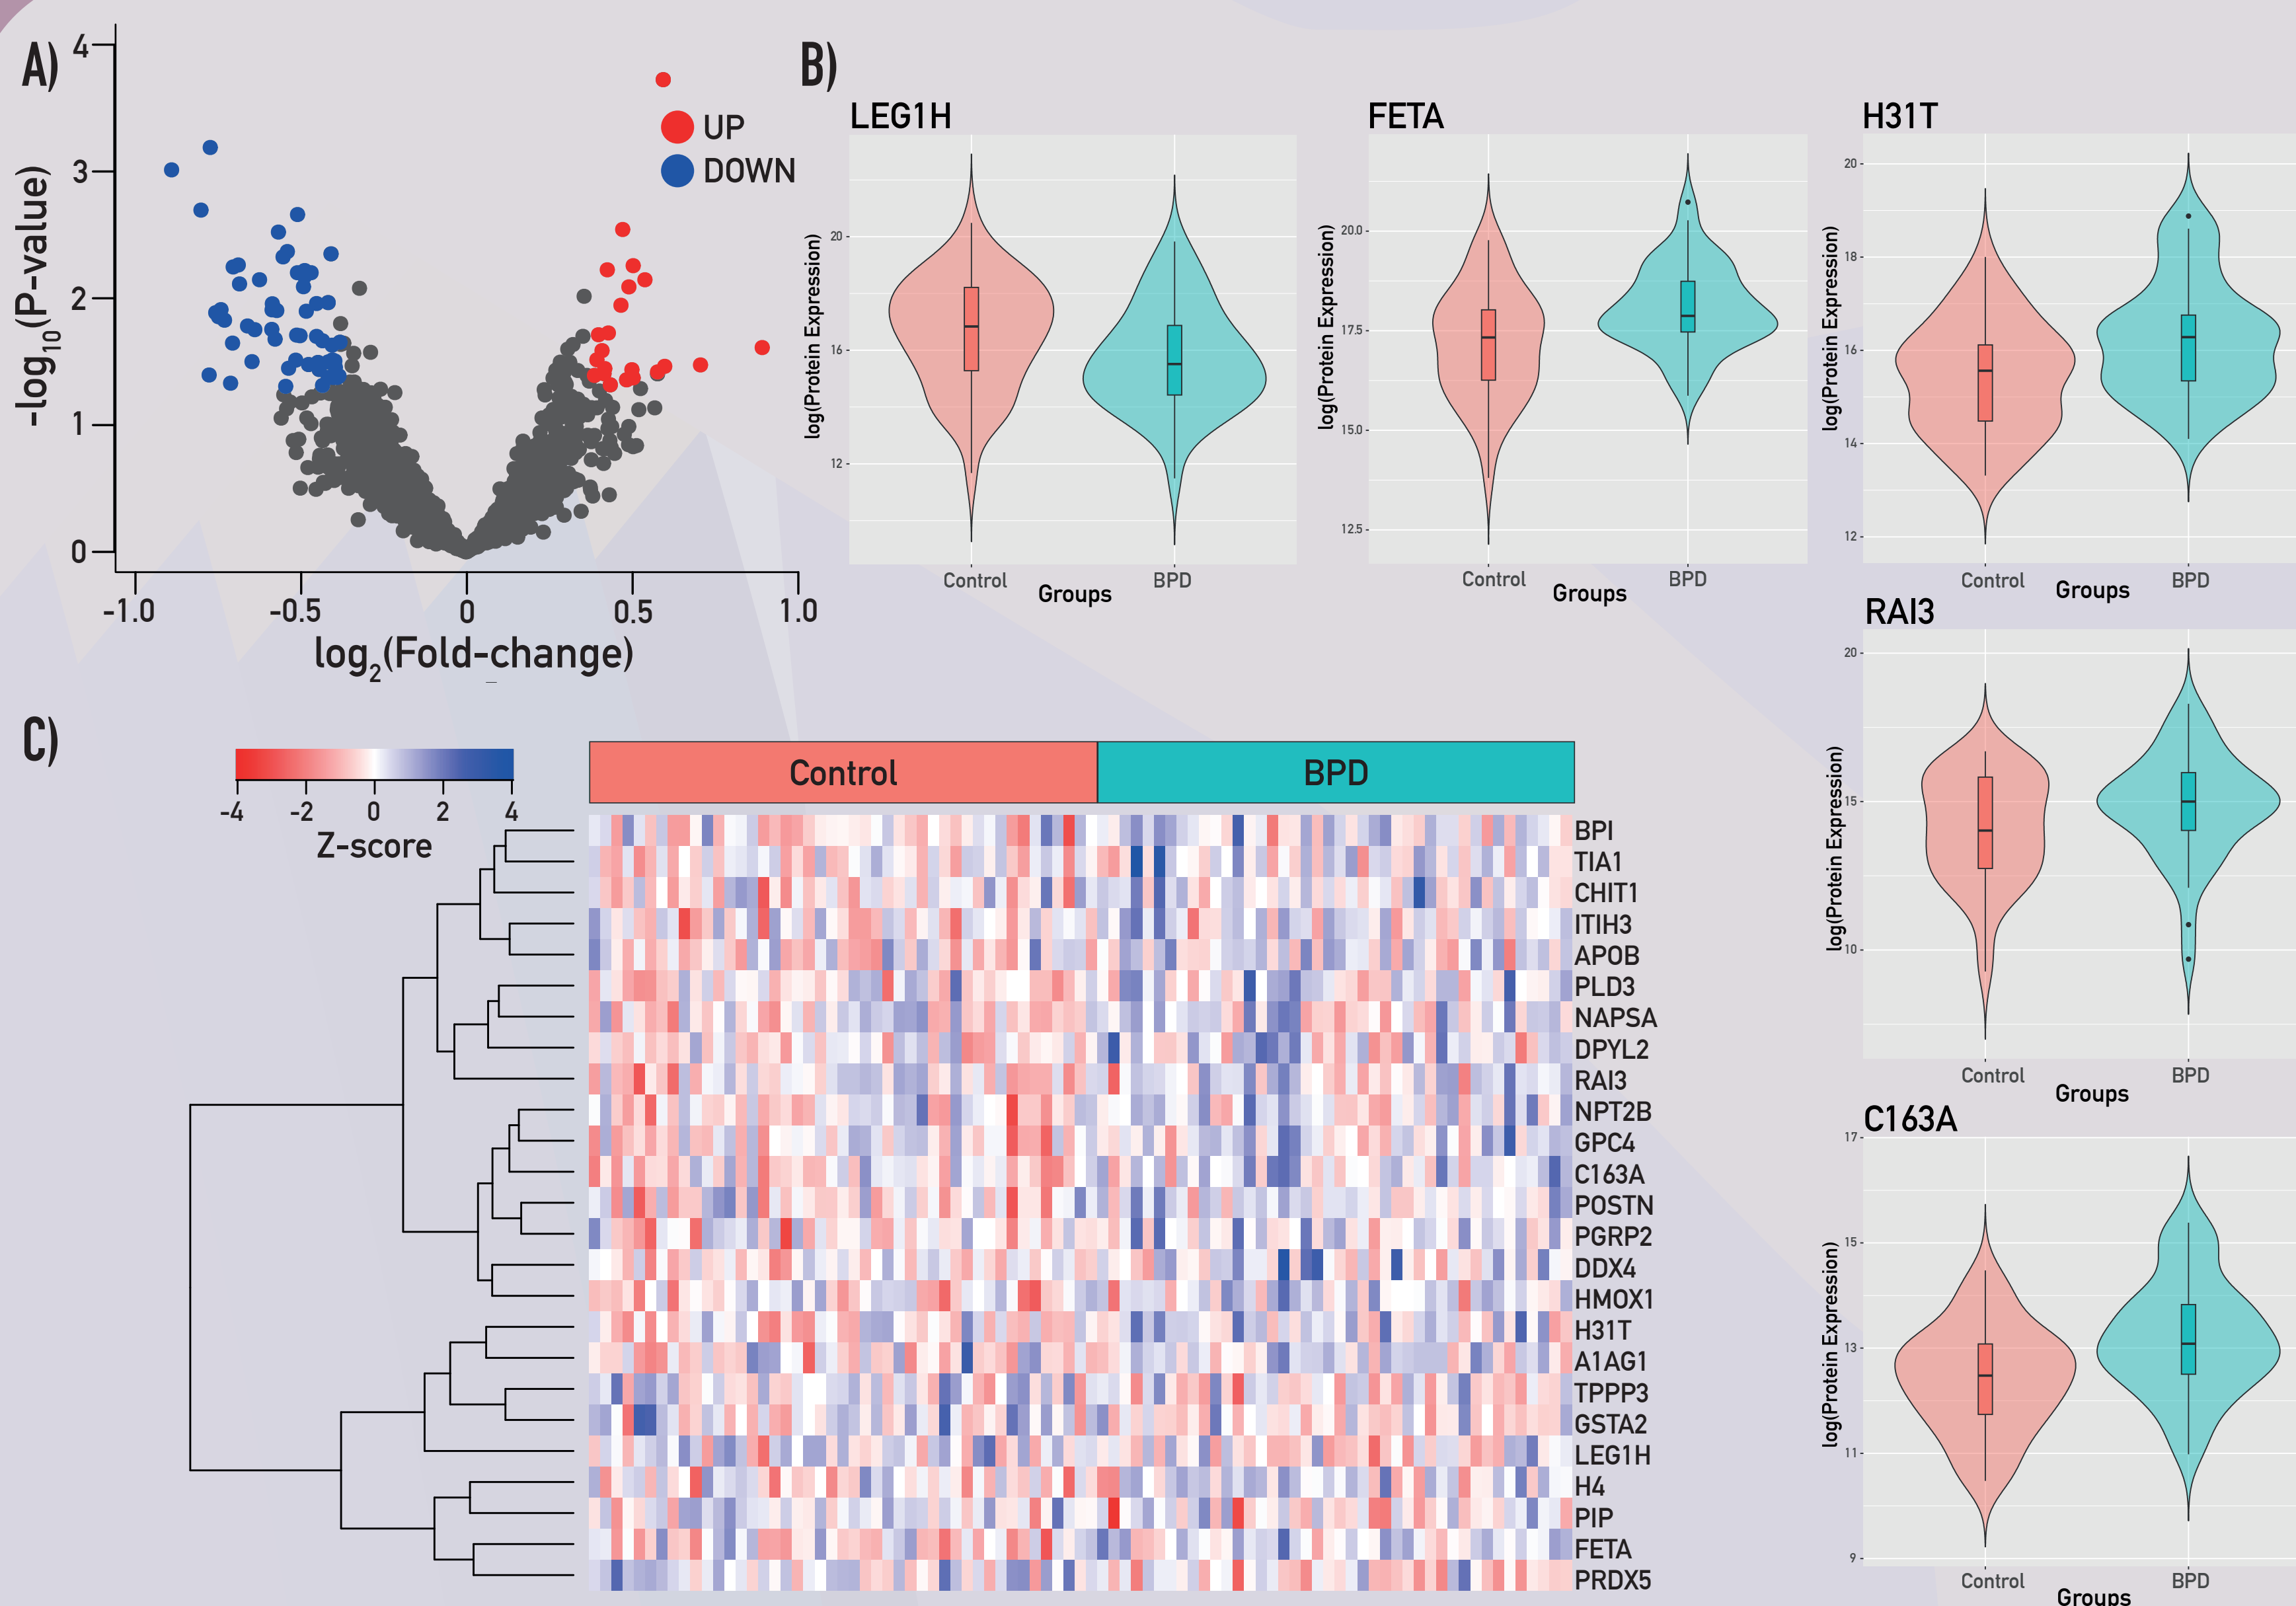 A)
4
3
2
1
0
-log10(P-value)
UP
DOWN
-1.0 -0.5 0 0.5 1.0
log2(Fold-change)
B)
LEG1H
20
16
12
log(Protein Expression)
Control BPD
Groups
FETA
20.0
17.5
15.0
12.5
log(Protein Expression)
Control BPD
Groups
H31T
20
18
16
14
12
log(Protein Expression)
Control BPD
Groups
RAI3
20
15
10
log(Protein Expression)
Control BPD
Groups
C163A
17
15
13
11
9
log(Protein Expression)
Control BPD
Groups
C)
-4 -2 0 2 4
Z-score
Control BPD
BPI
TIA1
CHIT1
ITIH3
APOB
PLD3
NAPSA
DPYL2
RAI3
NPT2B
GPC4
C163A
POSTN
PGRP2
DDX4
HMOX1
H31T
A1AG1
TPPP3
GSTA2
LEG1H
H4
PIP
FETA
PRDX5